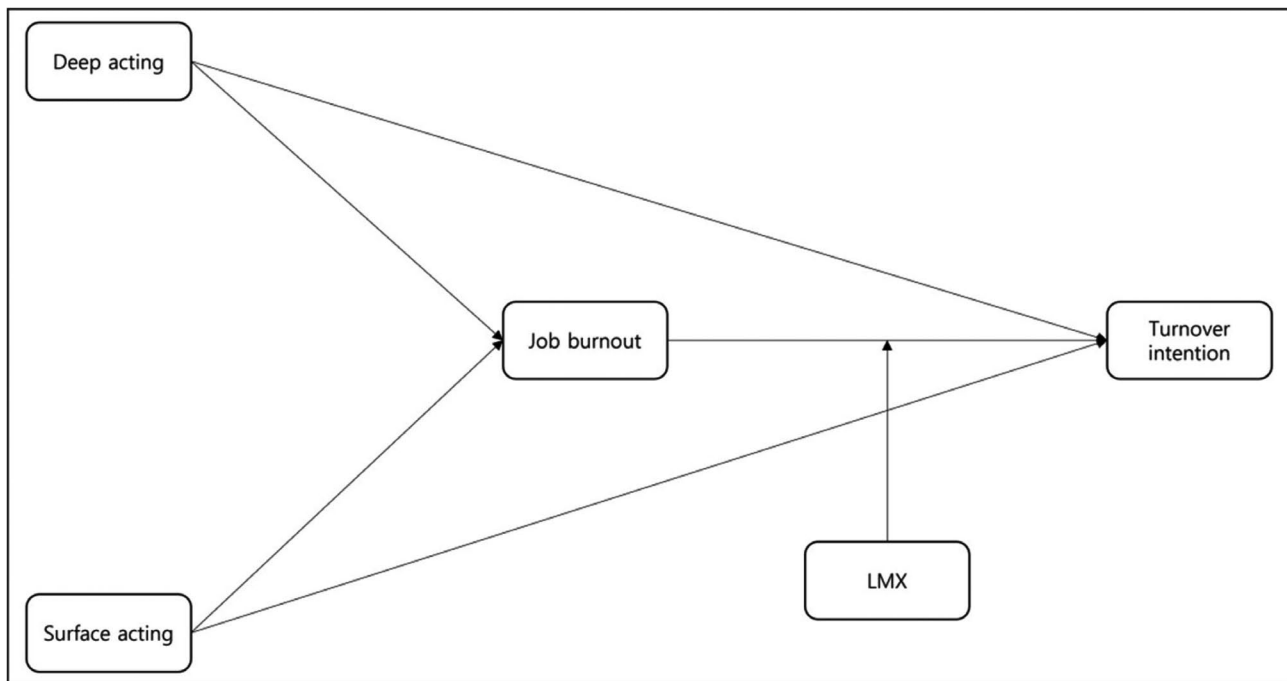 Deep acting
Job burnout
Turnover
intention
LMX
Surface acting